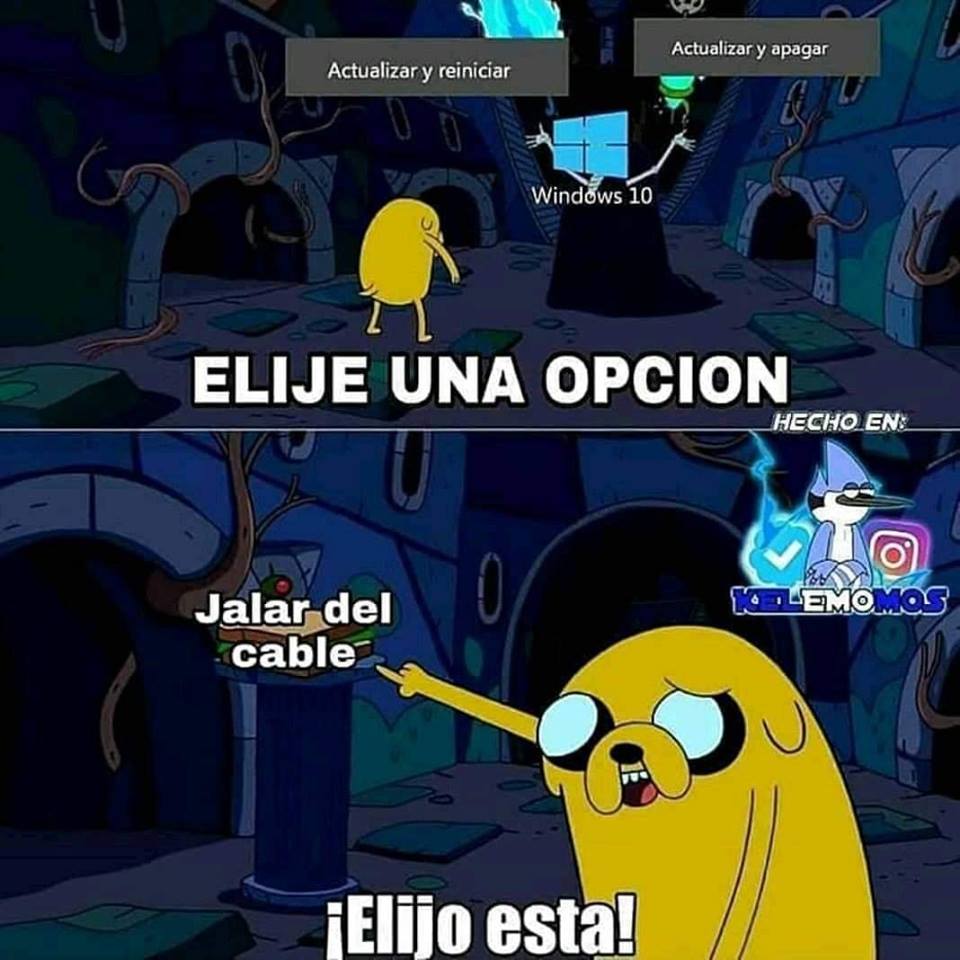 Actualizar y reiniciar
Actualizar y apagar
Windows 10
ELIJE UNA OPCION
HECHO EN:
KELEMOMOS
Jalar del
cable
¡Elijo esta!